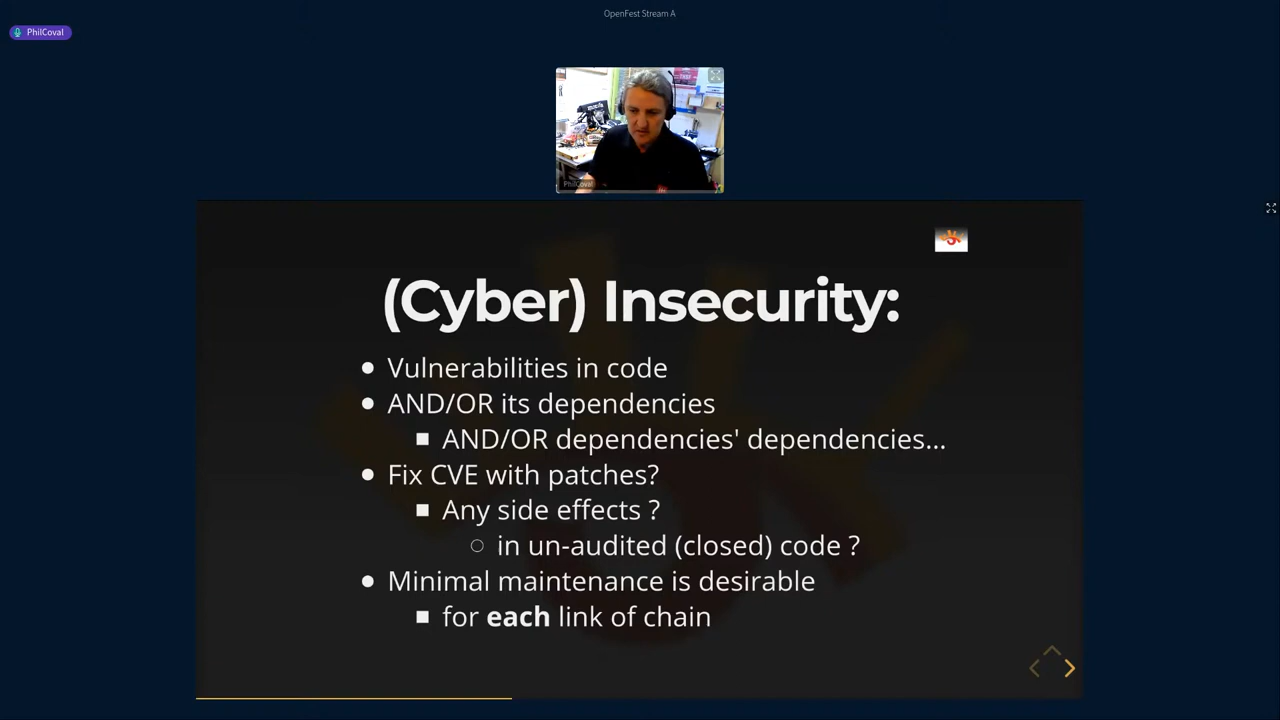 OpenFest Stream A
PhilCoval
PhilCoval
(Cyber) Insecurity:
Vulnerabilities in code
AND/OR its dependencies
AND/OR dependencies' dependencies...
Fix CVE with patches?
Any side effects ?
in un-audited (closed) code ?
Minimal maintenance is desirable
for each link of chain